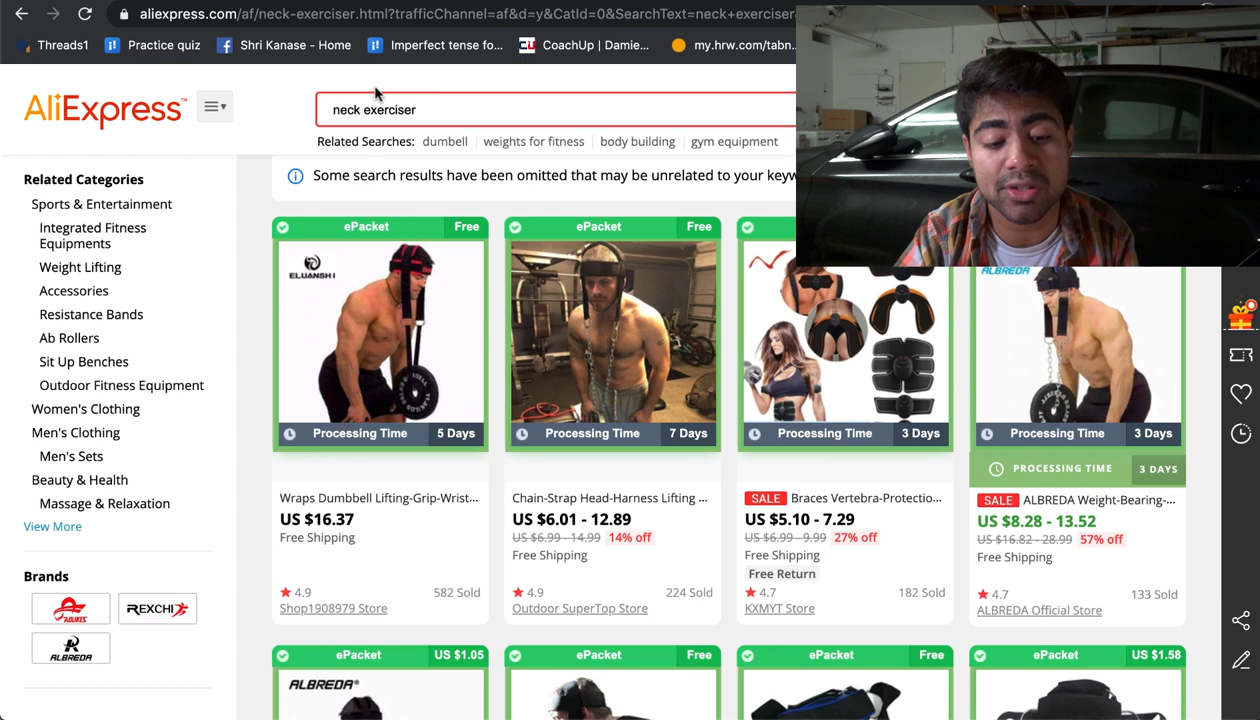 aliexpress.com/af/neck-exerciser.html?trafficChannel=af&d=y&CatId=0&SearchText=neck+exerciser
Threads1
Practice quiz
Shri Kanase - Home
Imperfect tense fo...
CoachUp | Damie...
my.hrw.com/tabn...
AliExpress™
neck exerciser
Related Searches: dumbell weights for fitness body building gym equipment
Some search results have been omitted that may be unrelated to your keyw
Related Categories
Sports & Entertainment
Integrated Fitness
Equipments
Weight Lifting
Accessories
Resistance Bands
Ab Rollers
Sit Up Benches
Outdoor Fitness Equipment
Women's Clothing
Men's Clothing
Men's Sets
Beauty & Health
Massage & Relaxation
View More
Brands
AOLIKES
REXCHI
ALBREDA
ePacket Free
ELUANSHI
Processing Time 5 Days
Wraps Dumbbell Lifting-Grip-Wrist...
US $16.37
Free Shipping
4.9 582 Sold
Shop1908979 Store
ePacket Free
Processing Time 7 Days
Chain-Strap Head-Harness Lifting ...
US $6.01 - 12.89
US $6.99 - 14.99 14% off
Free Shipping
4.9 224 Sold
Outdoor SuperTop Store
Processing Time 3 Days
SALE Braces Vertebra-Protectio...
US $5.10 - 7.29
US $6.99 - 9.99 27% off
Free Shipping
Free Return
4.7 182 Sold
KXMYT Store
ALBREDA
Processing Time 3 Days
PROCESSING TIME 3 DAYS
SALE ALBREDA Weight-Bearing-...
US $8.28 - 13.52
US $16.82 - 28.99 57% off
Free Shipping
4.7 133 Sold
ALBREDA Official Store
ePacket US $1.05
ALBREDA®
ePacket Free
ePacket Free
ePacket US $1.58